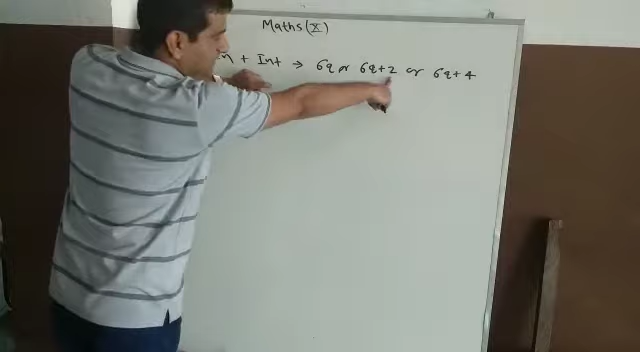 Maths (X)
+ Int → 6q or 6q+2 or 6q+4